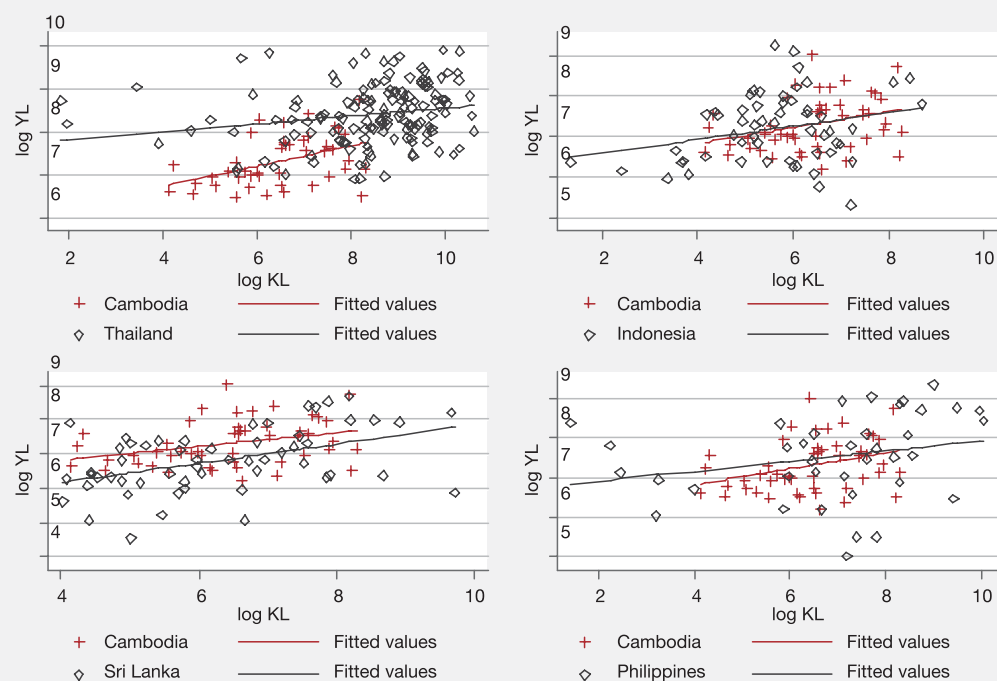 10
9
8
7
6
log YL
2 4 6 8 10
log KL
Cambodia Fitted values
Thailand Fitted values
9
8
7
6
5
log YL
2 4 6 8 10
log KL
Cambodia Fitted values
Indonesia Fitted values
9
8
7
6
5
4
log YL
4 6 8 10
log KL
Cambodia Fitted values
Sri Lanka Fitted values
9
8
7
6
5
log YL
2 4 6 8 10
log KL
Cambodia Fitted values
Philippines Fitted values